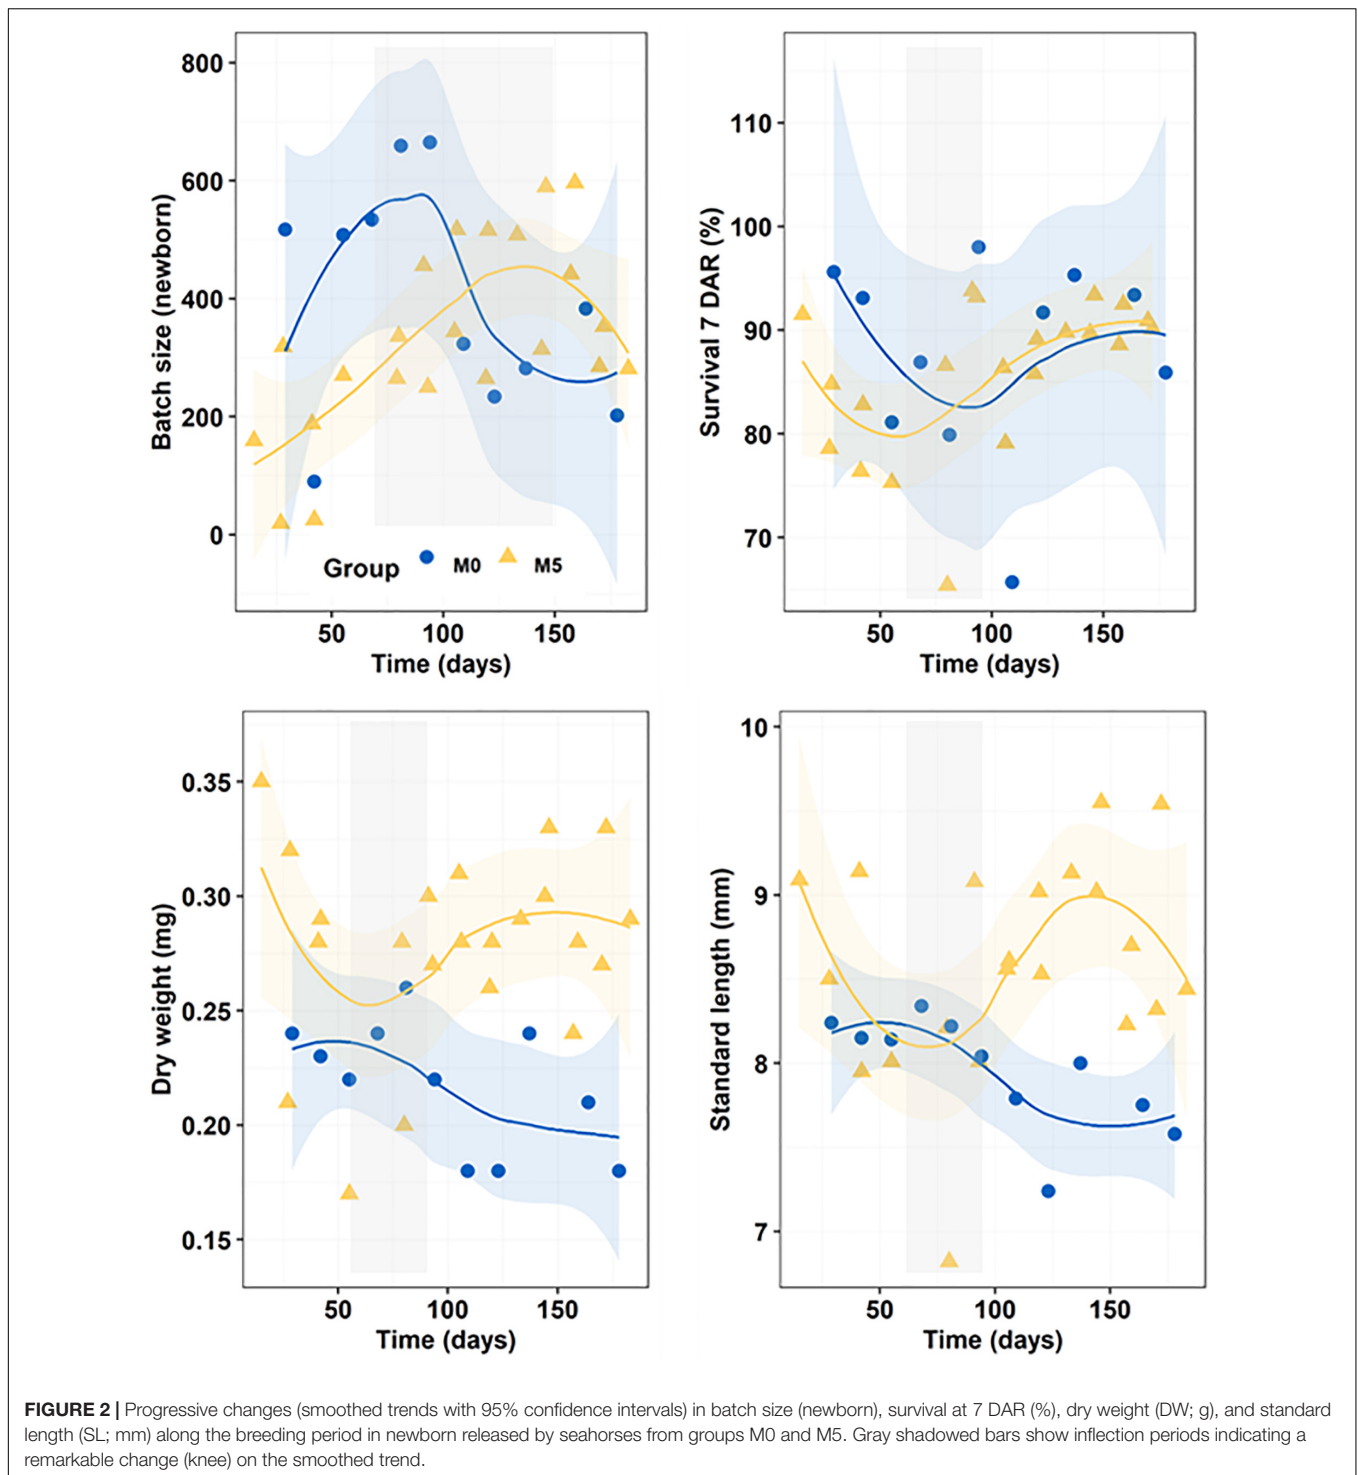 800
600
400
200
0
Batch size (newborn)
Group M0 M5
50 100 150
Time (days)
110
100
90
80
70
Survival 7 DAR (%)
50 100 150
Time (days)
0.35
0.30
0.25
0.20
0.15
Dry weight (mg)
50 100 150
Time (days)
10
9
8
7
Standard length (mm)
50 100 150
Time (days)
FIGURE 2 | Progressive changes (smoothed trends with 95% confidence intervals) in batch size (newborn), survival at 7 DAR (%), dry weight (DW; g), and standard
length (SL; mm) along the breeding period in newborn released by seahorses from groups M0 and M5. Gray shadowed bars show inflection periods indicating a
remarkable change (knee) on the smoothed trend.